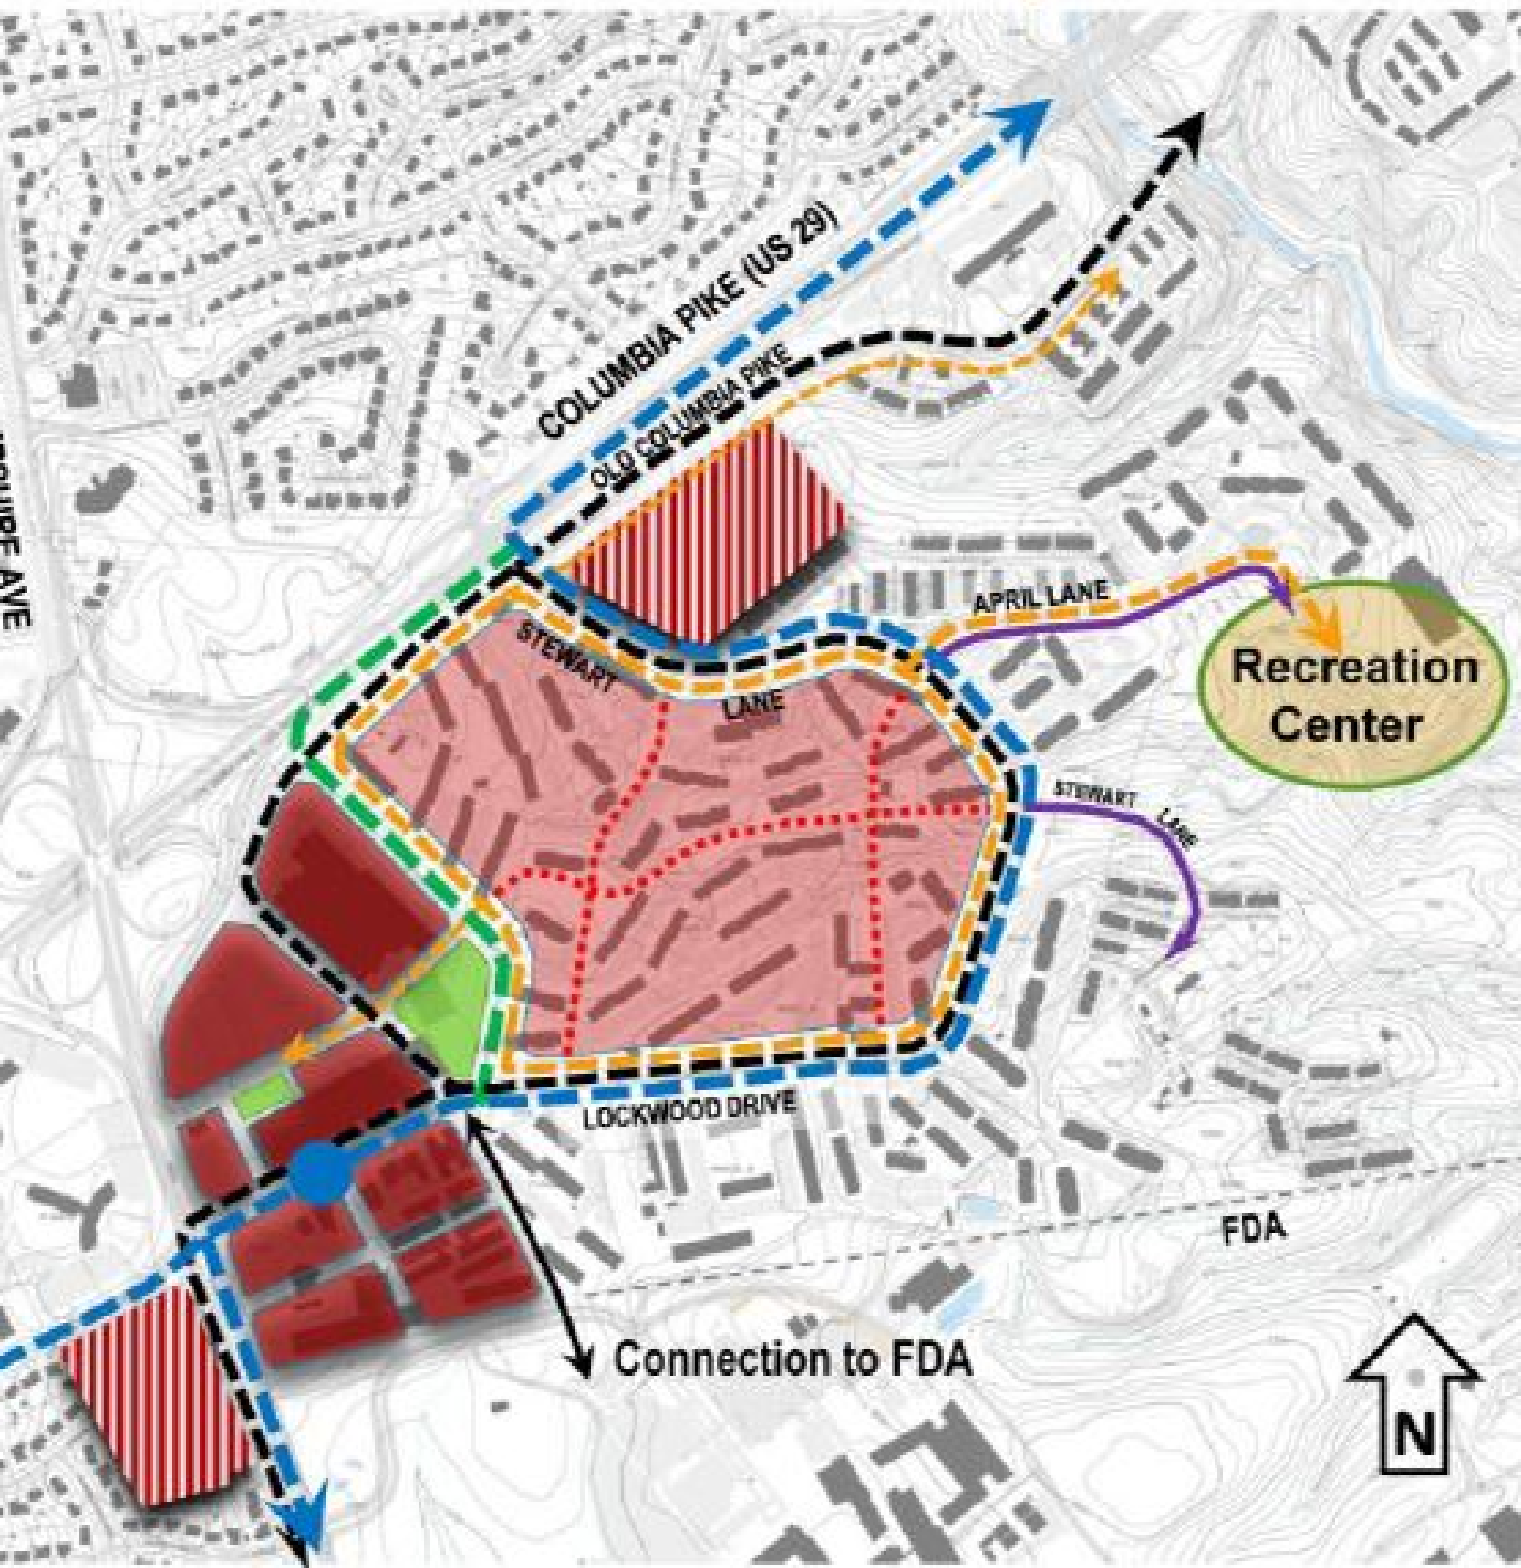 COLUMBIA PIKE (US 29)
OLD COLUMBIA PIKE
STEWART
LANE
APRIL LANE
Recreation
Center
STEWART
LANE
AVE
LOCKWOOD DRIVE
FDA
Connection to FDA
N